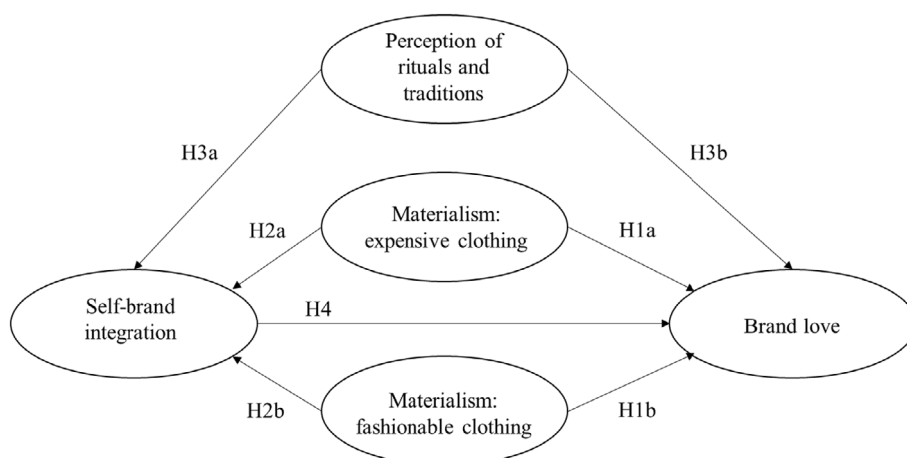 Perception of
rituals and
traditions
H3a
H3b
Materialism:
expensive clothing
H2a
H1a
Self-brand
integration
H4
Brand love
Materialism:
fashionable clothing
H2b
H1b